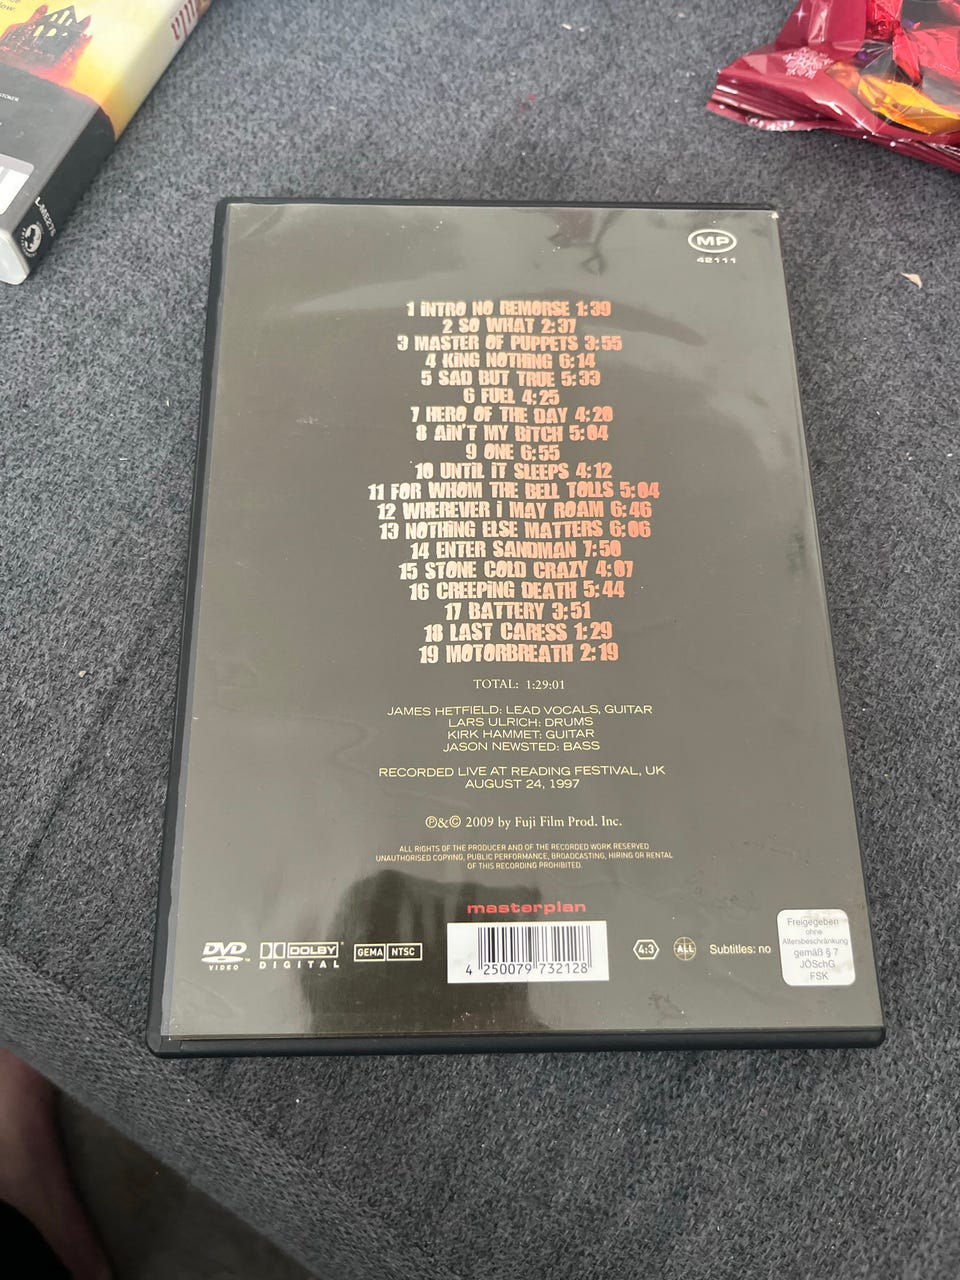 MP
42111
1 INTRO NO REMORSE 1:39
2 SO WHAT 2:37
3 MASTER OF PUPPETS 3:55
4 KING NOTHING 6:14
5 SAD BUT TRUE 5:33
6 FUEL 4:25
7 HERO OF THE DAY 4:20
8 AIN'T MY BITCH 5:04
9 ONE 6:55
10 UNTIL IT SLEEPS 4:12
11 FOR WHOM THE BELL TOLLS 5:04
12 WHEREVER I MAY ROAM 6:46
13 NOTHING ELSE MATTERS 6:06
14 ENTER SANDMAN 7:50
15 STONE COLD CRAZY 4:07
16 CREEPING DEATH 5:44
17 BATTERY 3:51
18 LAST CARESS 1:29
19 MOTORBREATH 2:19
TOTAL: 1:29:01
JAMES HETFIELD: LEAD VOCALS, GUITAR
LARS ULRICH: DRUMS
KIRK HAMMET: GUITAR
JASON NEWSTED: BASS
RECORDED LIVE AT READING FESTIVAL, UK
AUGUST 24, 1997
℗&© 2009 by Fuji Film Prod. Inc.
ALL RIGHTS OF THE PRODUCER AND OF THE RECORDED WORK RESERVED
UNAUTHORISED COPYING, PUBLIC PERFORMANCE, BROADCASTING, HIRING OR RENTAL
OF THIS RECORDING PROHIBITED.
masterplan
DVD VIDEO
DOLBY DIGITAL
GEMA NTSC
4 250079 732128
4:3
ALL
Subtitles: no
Freigegeben
ohne
Altersbeschränkung
gemäß § 7
JÖSchG
FSK